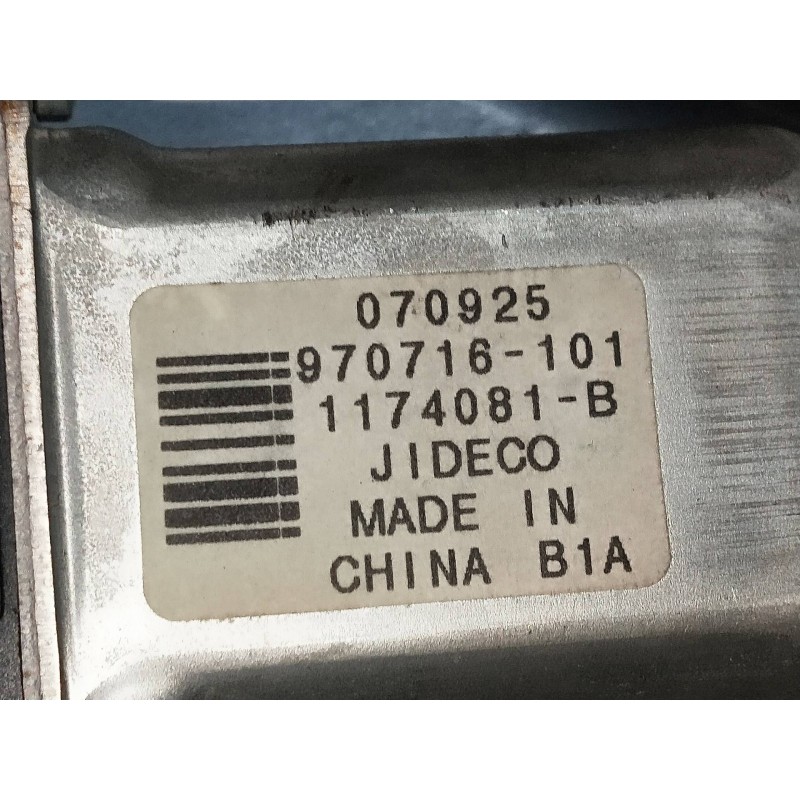 070925
970716-101
1174081-B
JIDECO
MADE IN
CHINA B1A